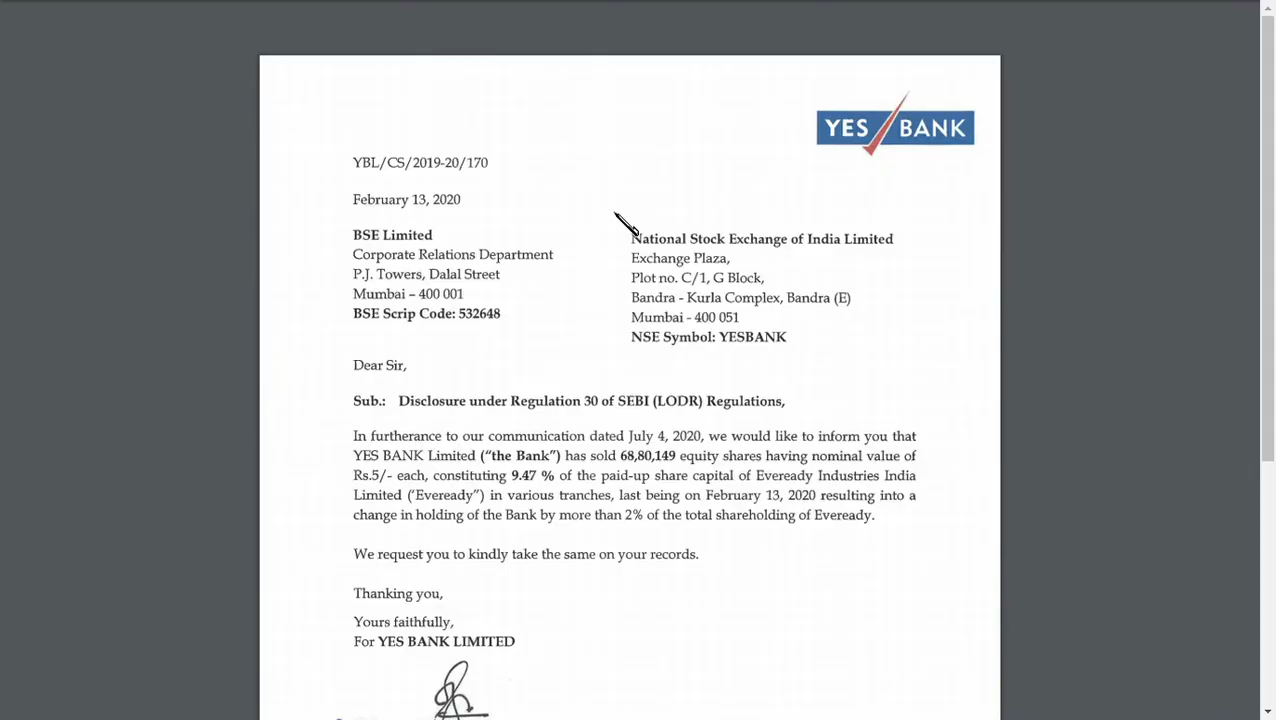 YES BANK
YBL/CS/2019-20/170
February 13, 2020
BSE Limited
Corporate Relations Department
P.J. Towers, Dalal Street
Mumbai – 400 001
BSE Scrip Code: 532648
National Stock Exchange of India Limited
Exchange Plaza,
Plot no. C/1, G Block,
Bandra - Kurla Complex, Bandra (E)
Mumbai - 400 051
NSE Symbol: YESBANK
Dear Sir,
Sub.: Disclosure under Regulation 30 of SEBI (LODR) Regulations,
In furtherance to our communication dated July 4, 2020, we would like to inform you that
YES BANK Limited (“the Bank”) has sold 68,80,149 equity shares having nominal value of
Rs.5/- each, constituting 9.47 % of the paid-up share capital of Eveready Industries India
Limited (‘Eveready”) in various tranches, last being on February 13, 2020 resulting into a
change in holding of the Bank by more than 2% of the total shareholding of Eveready.
We request you to kindly take the same on your records.
Thanking you,
Yours faithfully,
For YES BANK LIMITED